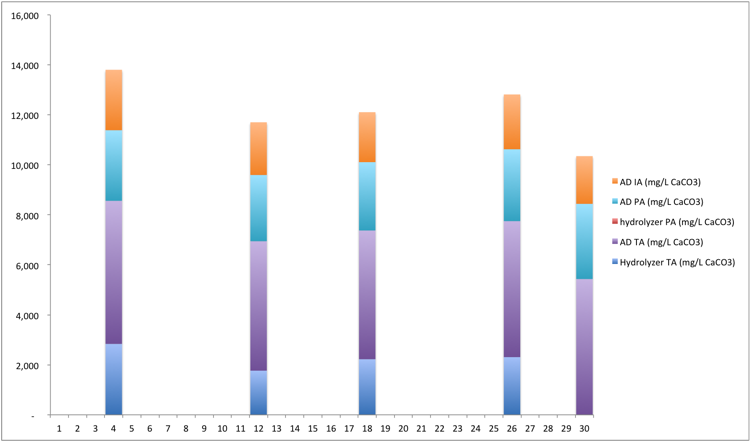 16,000
14,000
12,000
10,000
8,000
6,000
4,000
2,000
-
1 2 3 4 5 6 7 8 9 10 11 12 13 14 15 16 17 18 19 20 21 22 23 24 25 26 27 28 29 30
AD IA (mg/L CaCO3)
AD PA (mg/L CaCO3)
hydrolyzer PA (mg/L CaCO3)
AD TA (mg/L CaCO3)
Hydrolyzer TA (mg/L CaCO3)